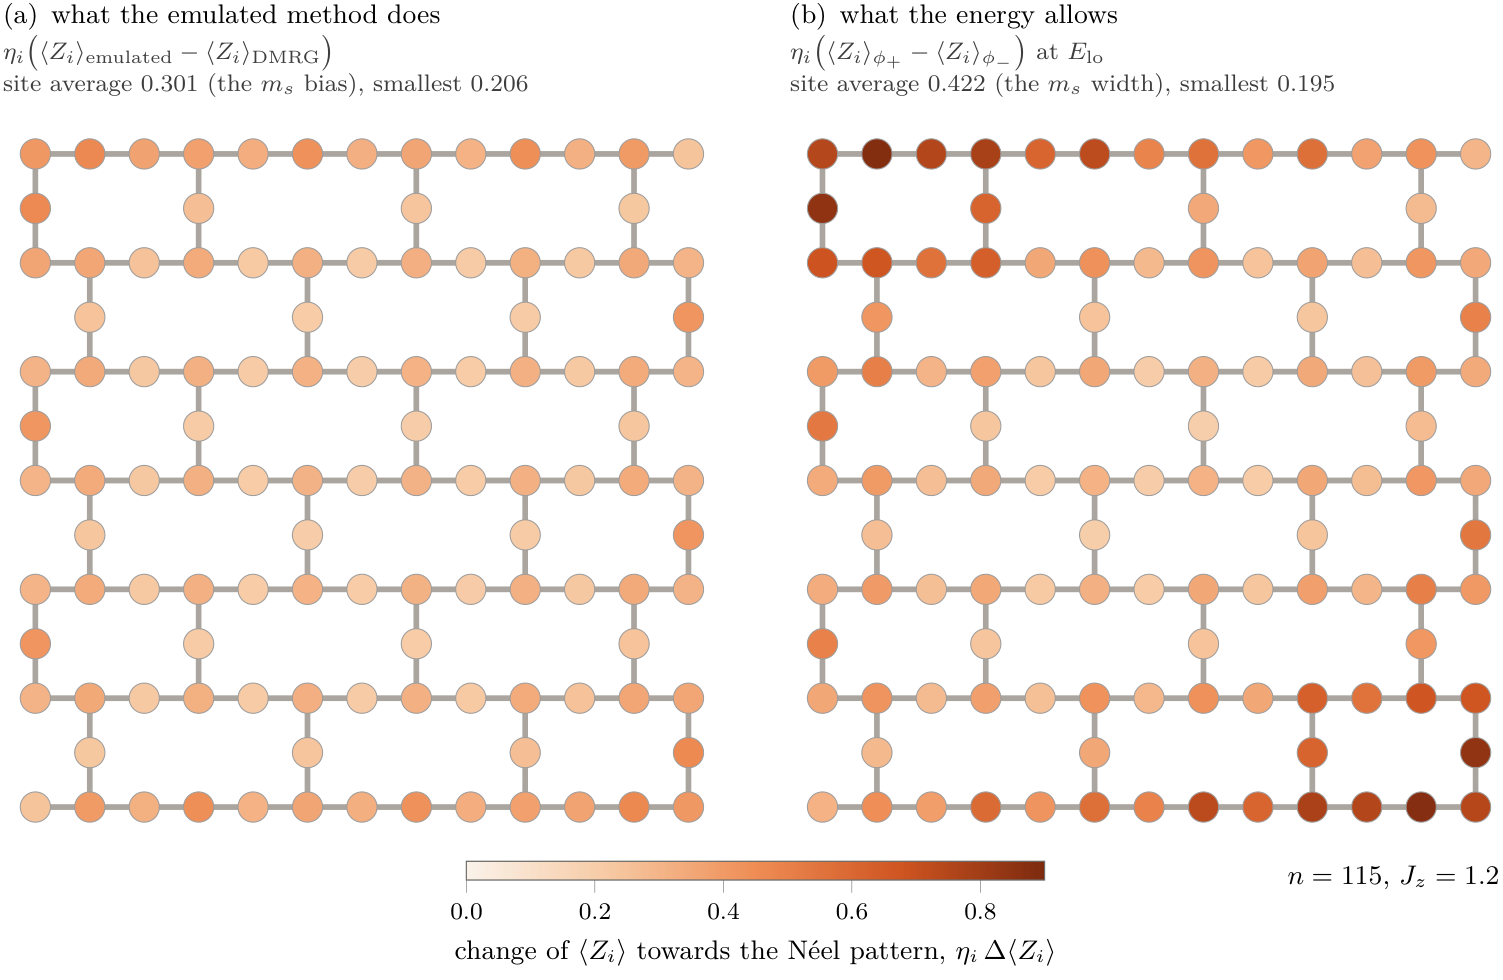 (a) what the emulated method does
ηᵢ(⟨Zᵢ⟩emulated − ⟨Zᵢ⟩DMRG)
site average 0.301 (the mₛ bias), smallest 0.206
(b) what the energy allows
ηᵢ(⟨Zᵢ⟩ϕ₊ − ⟨Zᵢ⟩ϕ₋) at Elo
site average 0.422 (the mₛ width), smallest 0.195
n = 115, J_z = 1.2
0.0 0.2 0.4 0.6 0.8
change of ⟨Zᵢ⟩ towards the Néel pattern, ηᵢ Δ⟨Zᵢ⟩